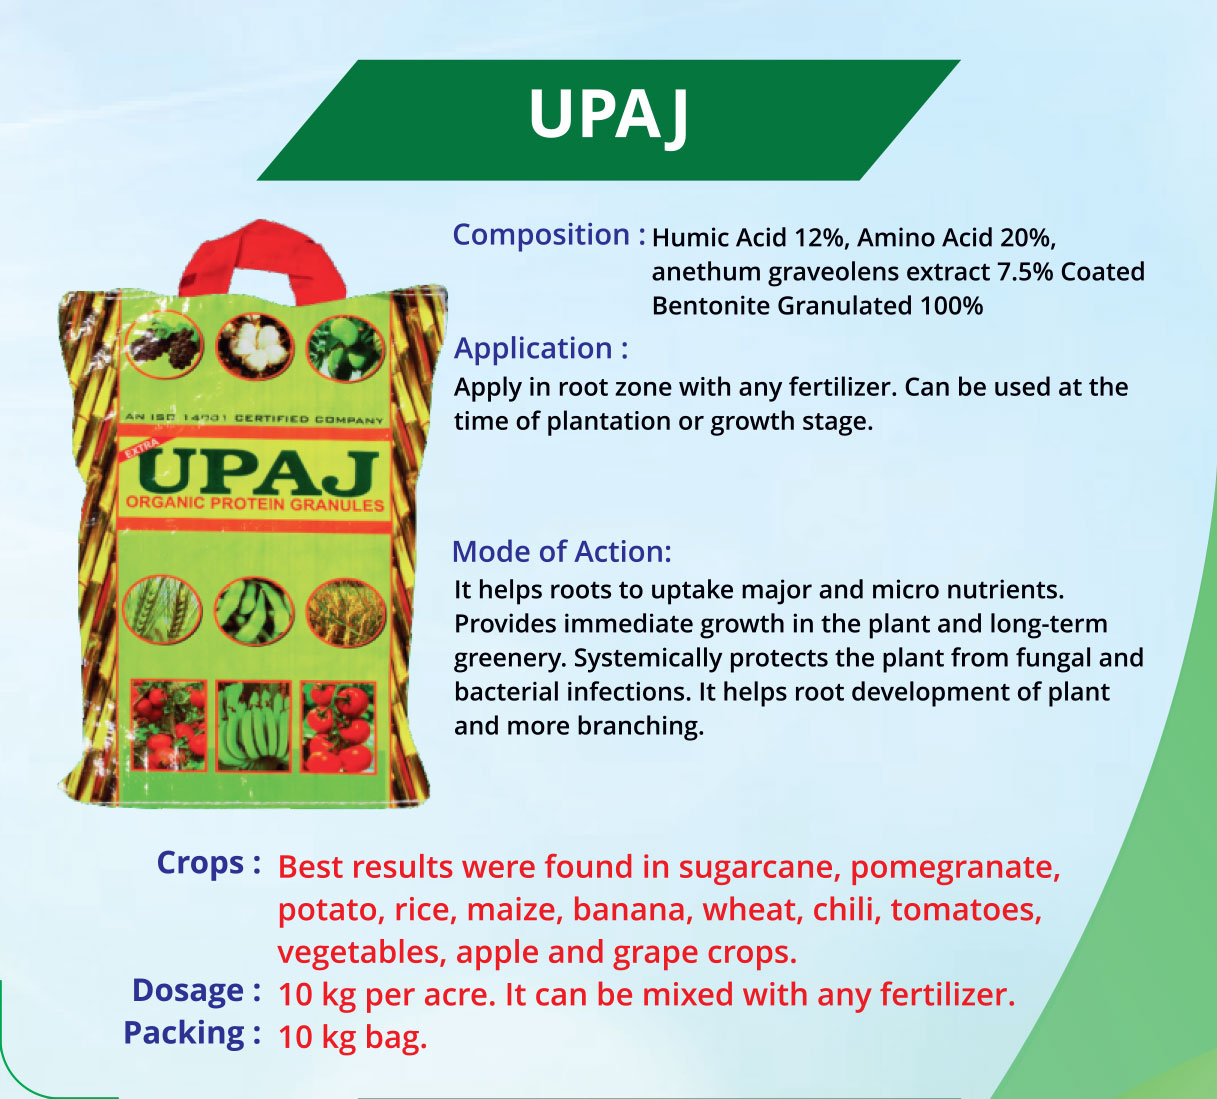 UPAJ
Composition : Humic Acid 12%, Amino Acid 20%,
anethum graveolens extract 7.5% Coated
Bentonite Granulated 100%
Application :
Apply in root zone with any fertilizer. Can be used at the
time of plantation or growth stage.
AN ISO 14001 CERTIFIED COMPANY
EXTRA
UPAJ
ORGANIC PROTEIN GRANULES
Mode of Action:
It helps roots to uptake major and micro nutrients.
Provides immediate growth in the plant and long-term
greenery. Systemically protects the plant from fungal and
bacterial infections. It helps root development of plant
and more branching.
Crops : Best results were found in sugarcane, pomegranate,
potato, rice, maize, banana, wheat, chili, tomatoes,
vegetables, apple and grape crops.
Dosage : 10 kg per acre. It can be mixed with any fertilizer.
Packing : 10 kg bag.